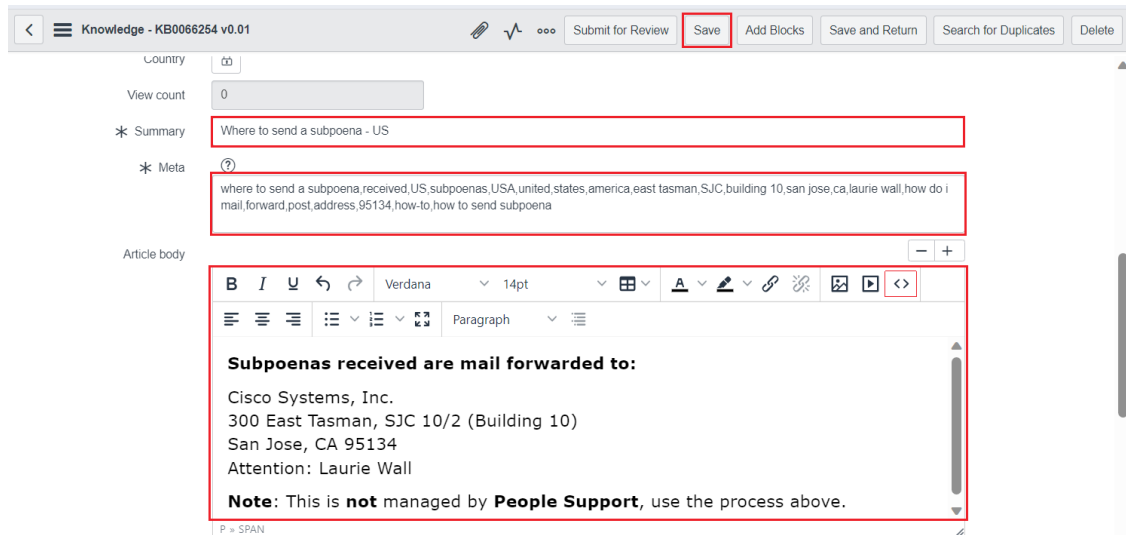 Knowledge - KB0066254 v0.01
Submit for Review
Save
Add Blocks
Save and Return
Search for Duplicates
Delete
Country
View count
0
* Summary
Where to send a subpoena - US
* Meta
?
where to send a subpoena,received,US,subpoenas,USA,united,states,america,east tasman,SJC,building 10,san jose,ca,laurie wall,how do i
mail,forward,post,address,95134,how-to,how to send subpoena
Article body
B I U Verdana 14pt A
Paragraph
Subpoenas received are mail forwarded to:
Cisco Systems, Inc.
300 East Tasman, SJC 10/2 (Building 10)
San Jose, CA 95134
Attention: Laurie Wall
Note: This is not managed by People Support, use the process above.
P » SPAN